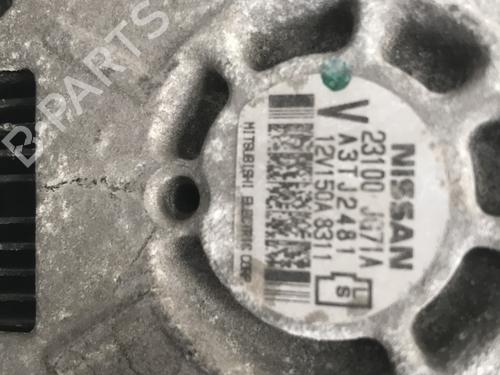 NISSAN
23100 JG71A
V A3TJ2481
12V150A 8311
MITSUBISHI ELECTRIC CORP
L S
B-PARTS